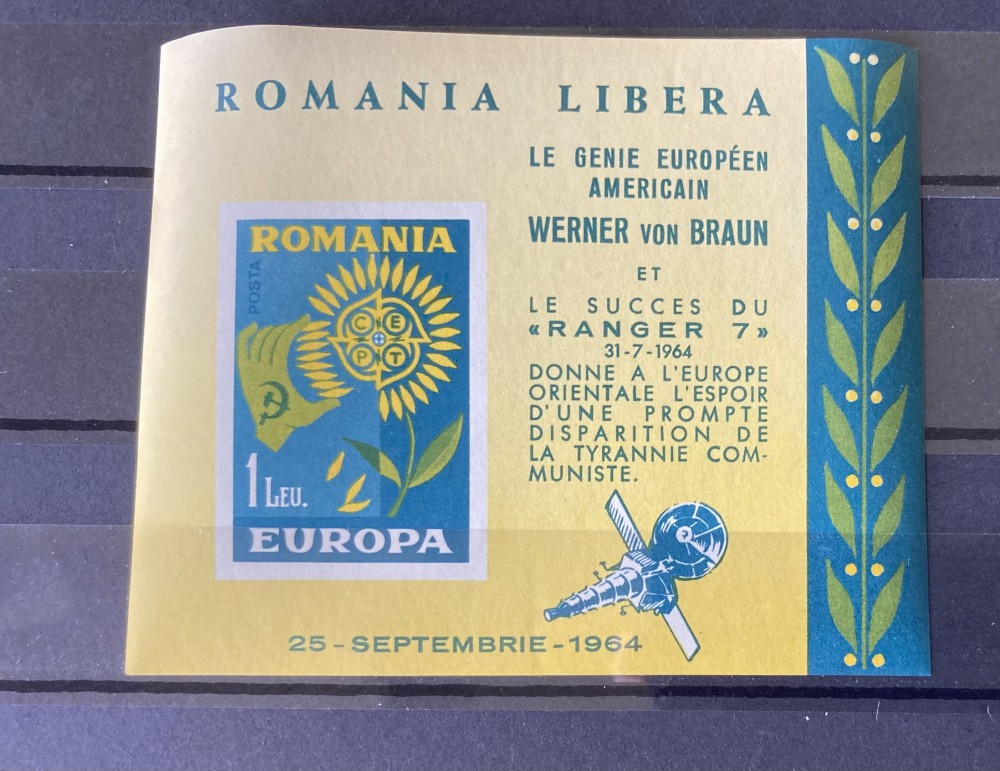 ROMANIA LIBERA
LE GENIE EUROPÉEN
AMERICAIN
WERNER VON BRAUN
ET
LE SUCCES DU
«RANGER 7»
31-7-1964
DONNE A L'EUROPE
ORIENTALE L'ESPOIR
D'UNE PROMPTE
DISPARITION DE
LA TYRANNIE COM-
MUNISTE.
ROMANIA
POSTA
C E
P T
1 LEU.
EUROPA
25-SEPTEMBRIE-1964